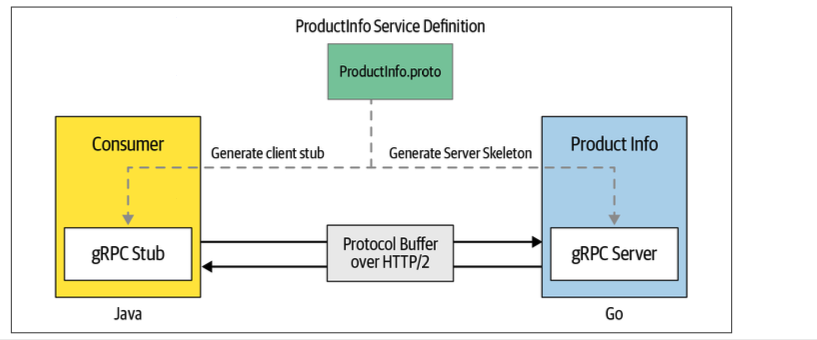 ProductInfo Service Definition
ProductInfo.proto
Consumer
Generate client stub
Generate Server Skeleton
Product Info
gRPC Stub
Protocol Buffer
over HTTP/2
gRPC Server
Java
Go